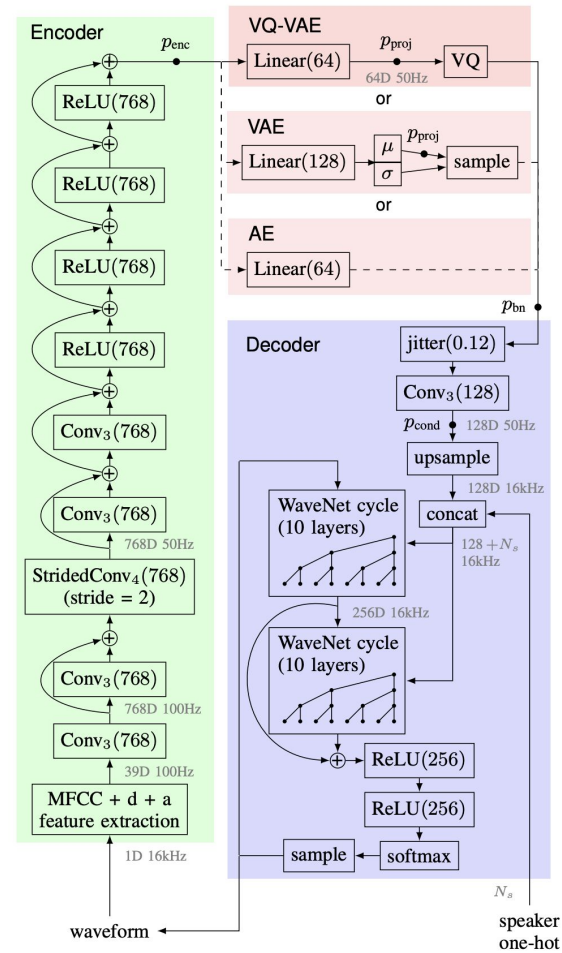 Encoder
p_enc
ReLU(768)
ReLU(768)
ReLU(768)
ReLU(768)
Conv₃(768)
Conv₃(768)
768D 50Hz
StridedConv₄(768)
(stride = 2)
Conv₃(768)
768D 100Hz
Conv₃(768)
39D 100Hz
MFCC + d + a
feature extraction
1D 16kHz
waveform
VQ-VAE
Linear(64)
p_proj
64D 50Hz
VQ
or
VAE
Linear(128)
μ
σ
p_proj
sample
or
AE
Linear(64)
p_bn
Decoder
jitter(0.12)
Conv₃(128)
p_cond
128D 50Hz
upsample
128D 16kHz
concat
128 + N_s
16kHz
WaveNet cycle
(10 layers)
256D 16kHz
WaveNet cycle
(10 layers)
ReLU(256)
ReLU(256)
softmax
sample
N_s
speaker
one-hot